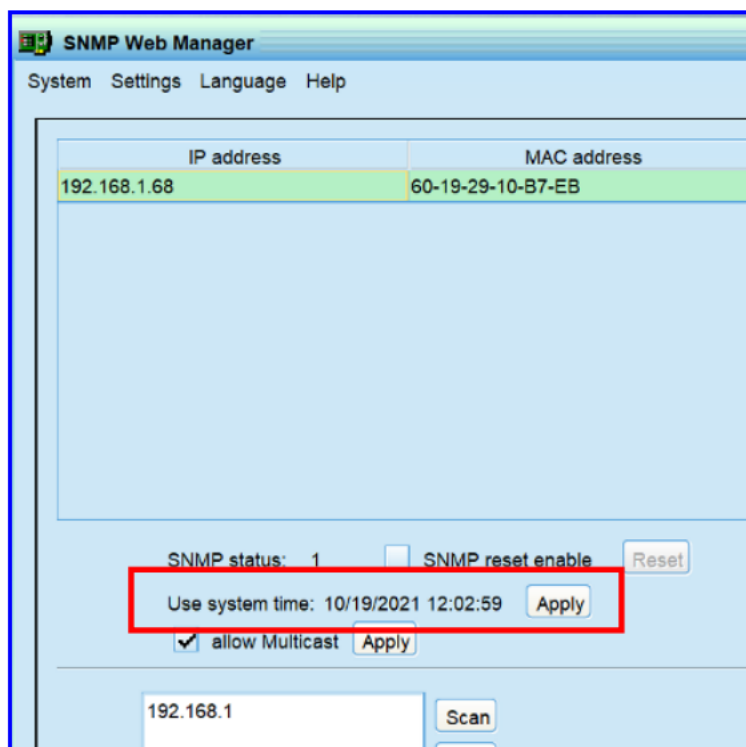 SNMP Web Manager
System Settings Language Help
IP address MAC address
192.168.1.68 60-19-29-10-B7-EB
SNMP status: 1 SNMP reset enable Reset
Use system time: 10/19/2021 12:02:59 Apply
allow Multicast Apply
192.168.1 Scan